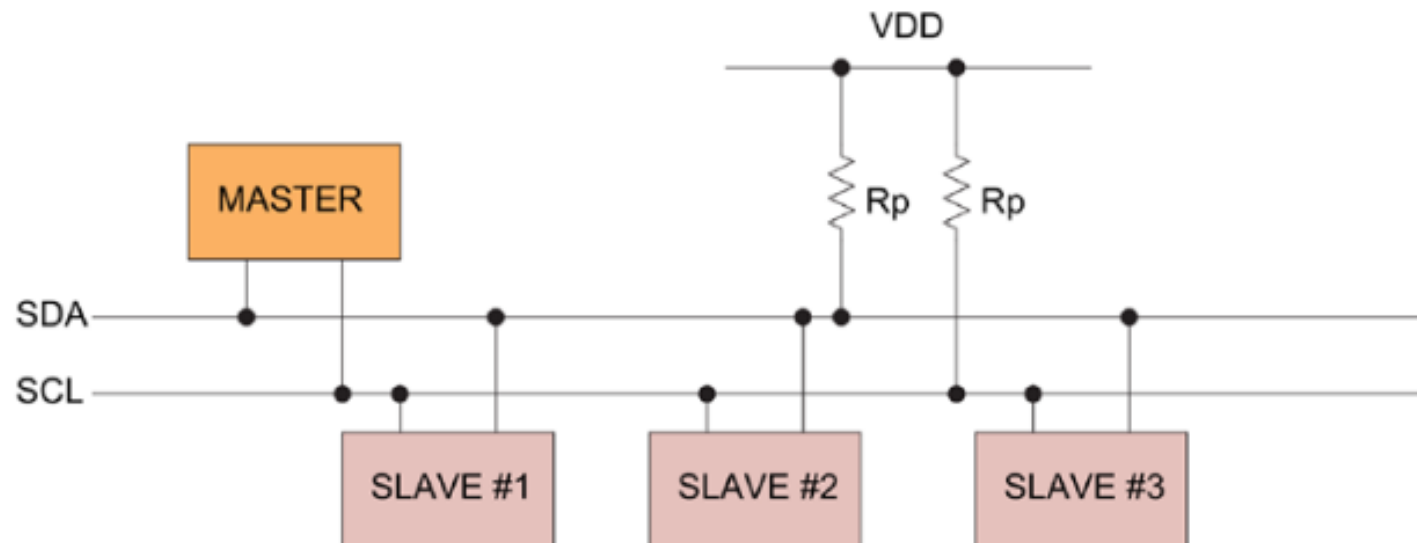 VDD
MASTER
Rp
Rp
SDA
SCL
SLAVE #1
SLAVE #2
SLAVE #3